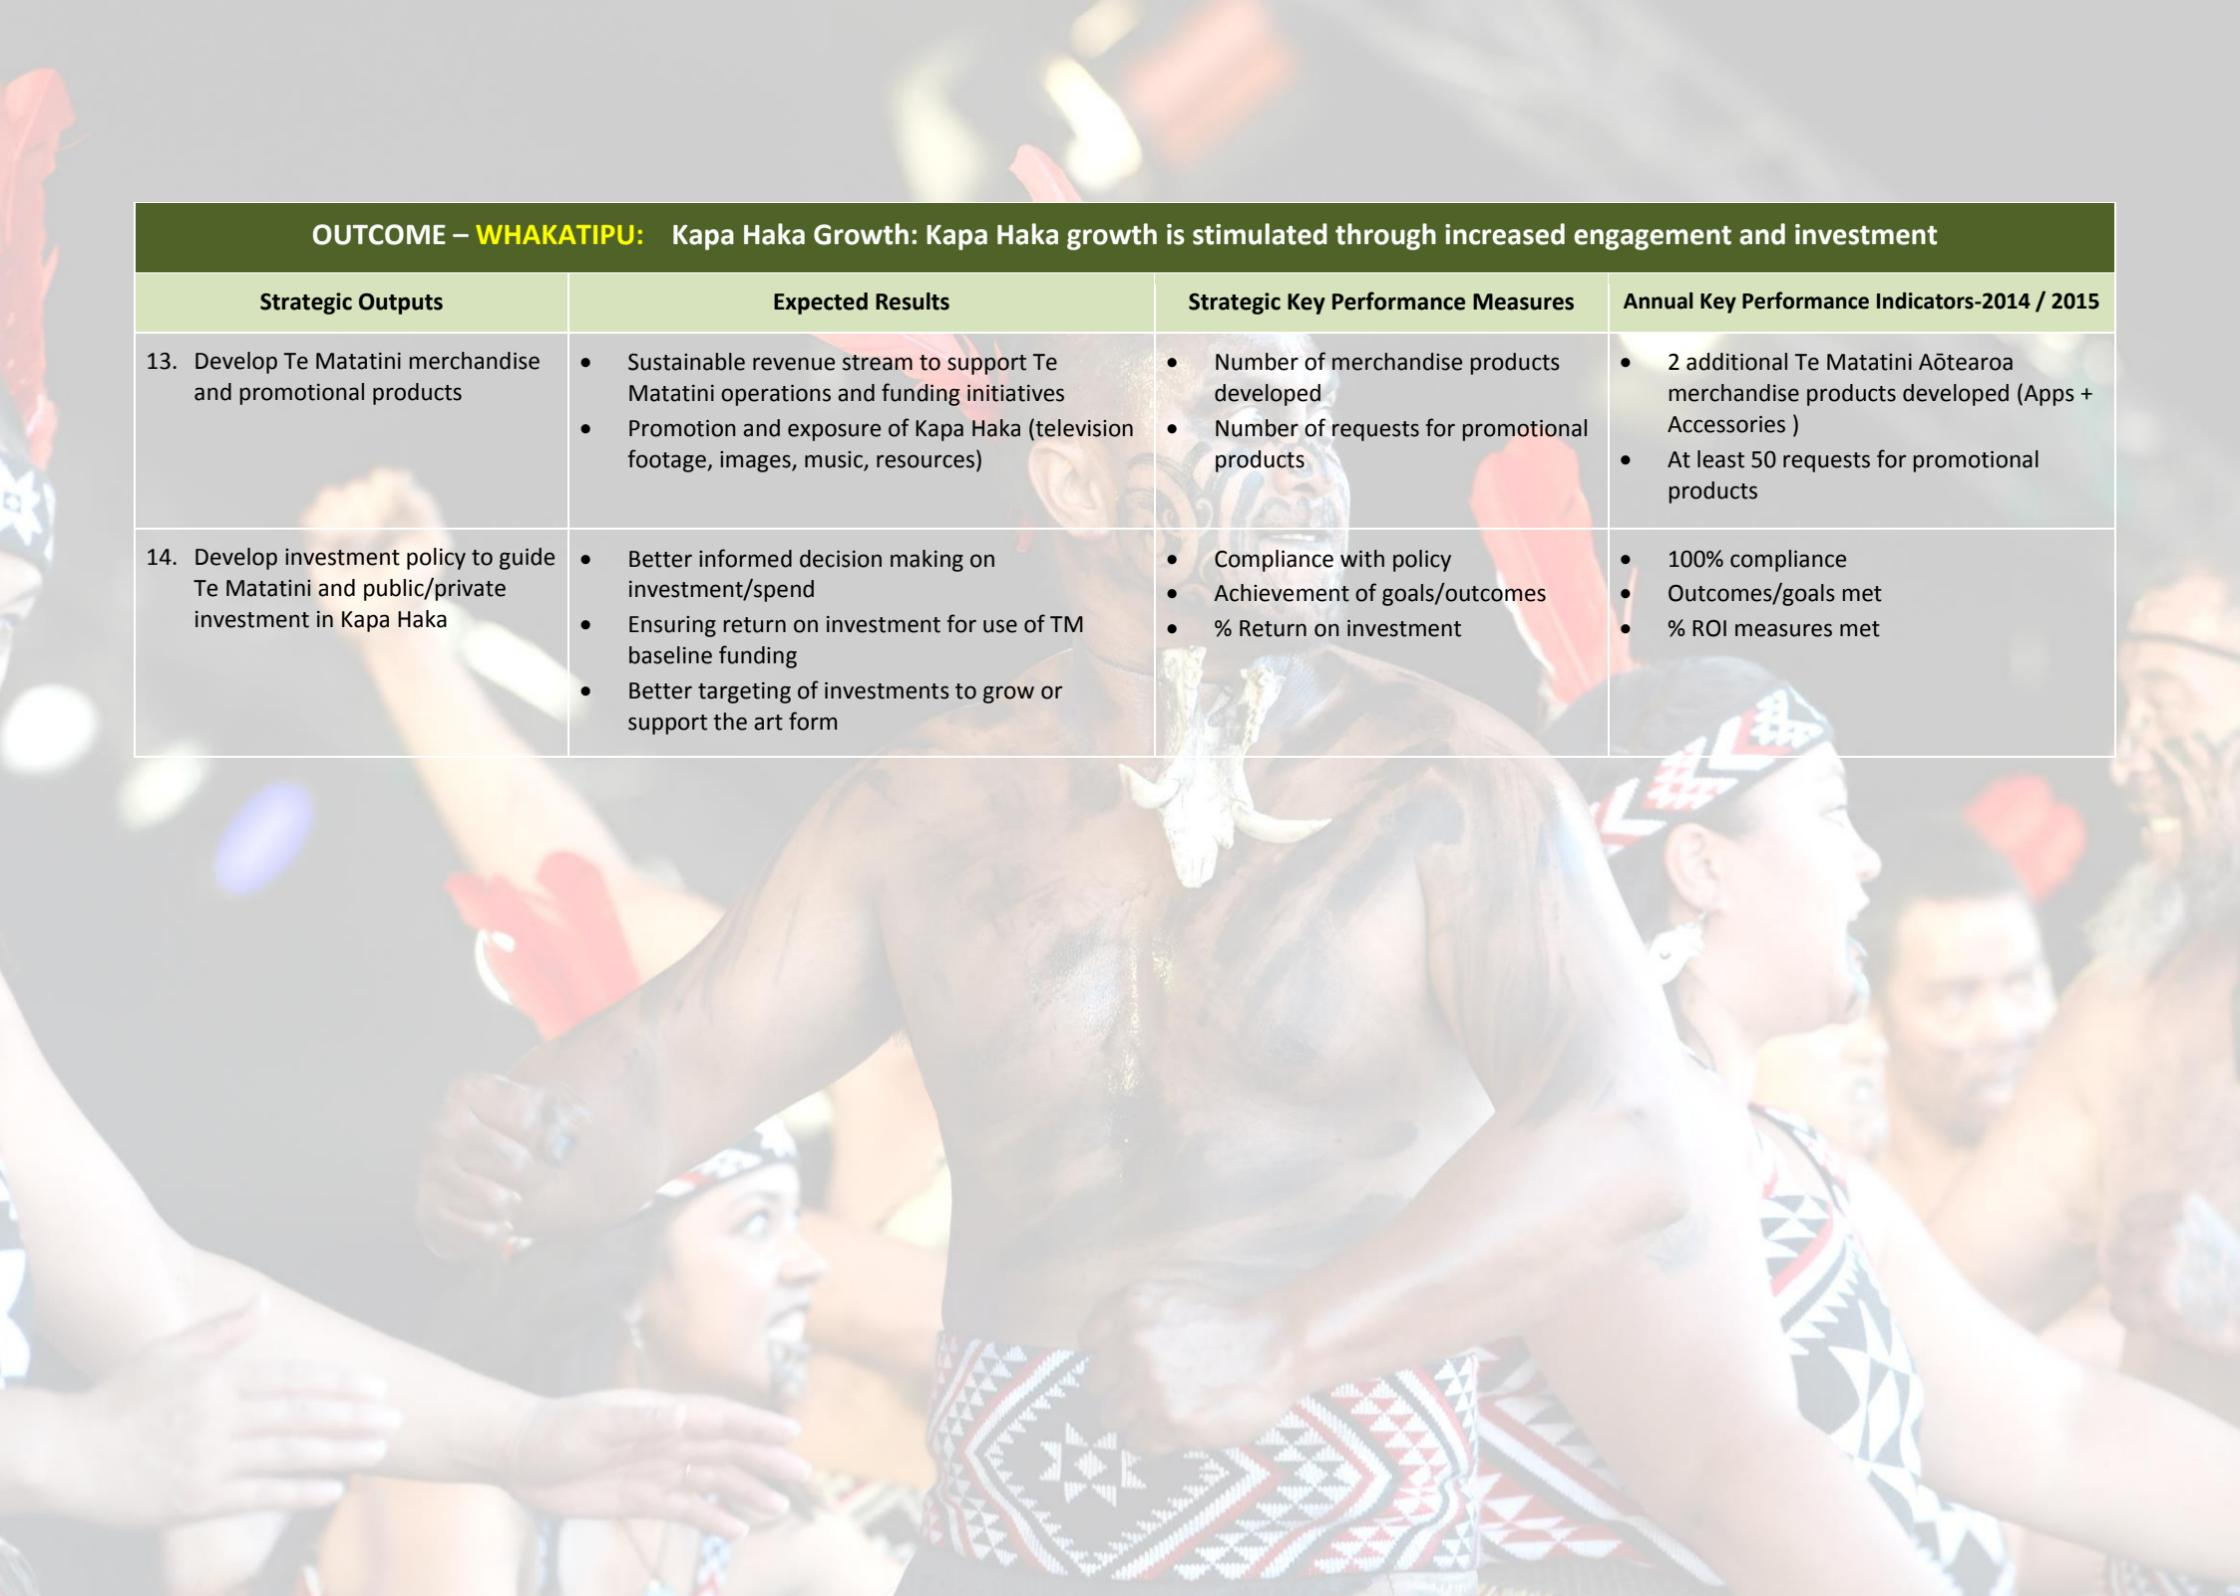 OUTCOME – WHAKATIPU: Kapa Haka Growth: Kapa Haka growth is stimulated through increased engagement and investment
Strategic Outputs
Expected Results
Strategic Key Performance Measures
Annual Key Performance Indicators-2014 / 2015
13. Develop Te Matatini merchandise
and promotional products
• Sustainable revenue stream to support Te
Matatini operations and funding initiatives
• Promotion and exposure of Kapa Haka (television
footage, images, music, resources)
• Number of merchandise products
developed
• Number of requests for promotional
products
• 2 additional Te Matatini Aōtearoa
merchandise products developed (Apps +
Accessories )
• At least 50 requests for promotional
products
14. Develop investment policy to guide
Te Matatini and public/private
investment in Kapa Haka
• Better informed decision making on
investment/spend
• Ensuring return on investment for use of TM
baseline funding
• Better targeting of investments to grow or
support the art form
• Compliance with policy
• Achievement of goals/outcomes
• % Return on investment
• 100% compliance
• Outcomes/goals met
• % ROI measures met